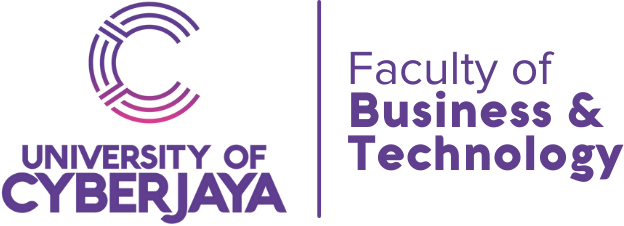 UNIVERSITY OF
CYBERJAYA
Faculty of
Business &
Technology